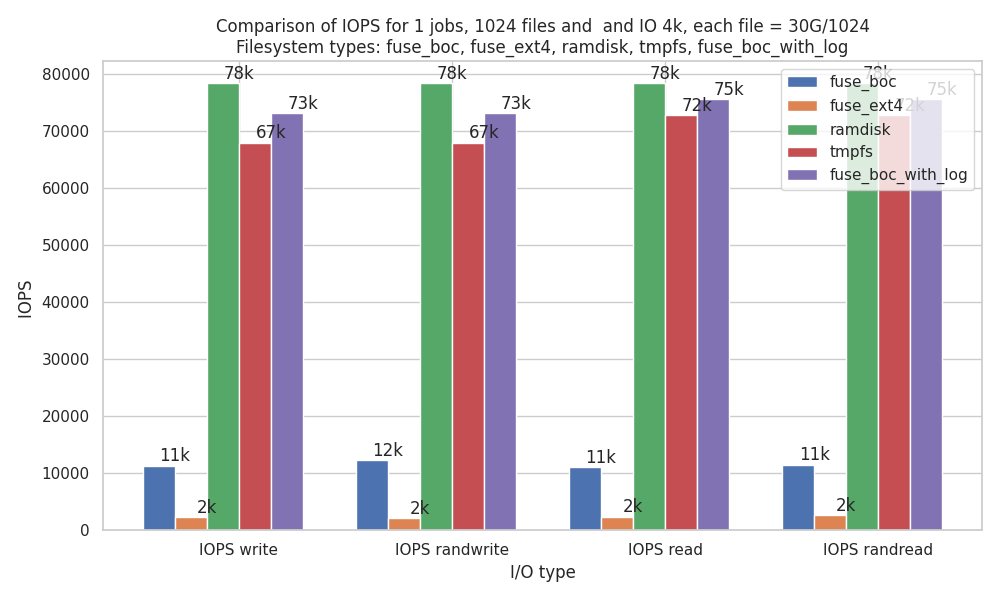 Comparison of IOPS for 1 jobs, 1024 files and  and IO 4k, each file = 30G/1024
Filesystem types: fuse_boc, fuse_ext4, ramdisk, tmpfs, fuse_boc_with_log
80000
70000
60000
50000
40000
30000
20000
10000
0
IOPS
78k
78k
78k
78k
73k
73k
75k
75k
67k
67k
72k
72k
11k
12k
11k
11k
2k
2k
2k
2k
fuse_boc
fuse_ext4
ramdisk
tmpfs
fuse_boc_with_log
IOPS write
IOPS randwrite
IOPS read
IOPS randread
I/O type